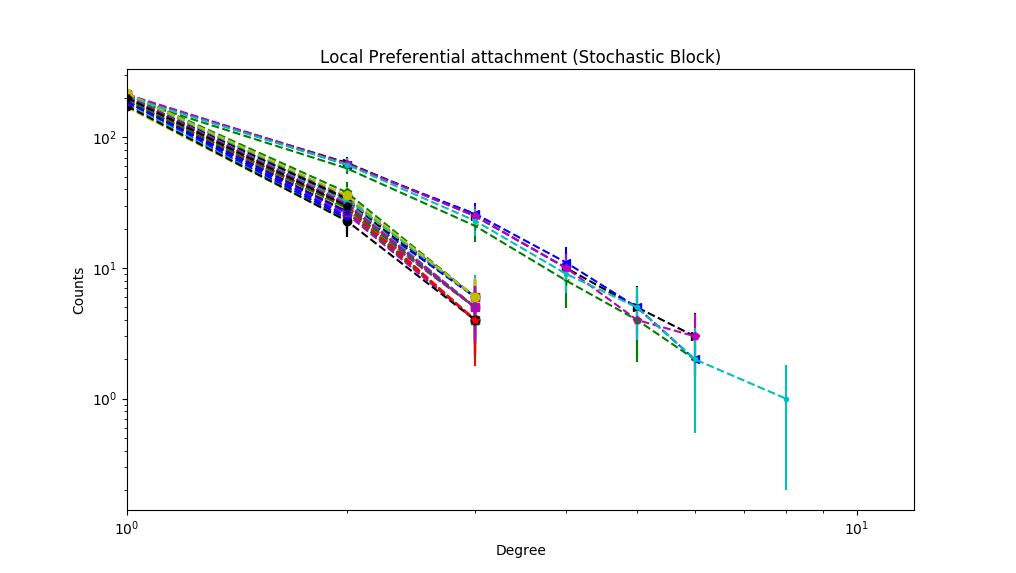 Local Preferential attachment (Stochastic Block)
Counts
10²
10¹
10⁰
10⁰
10¹
Degree